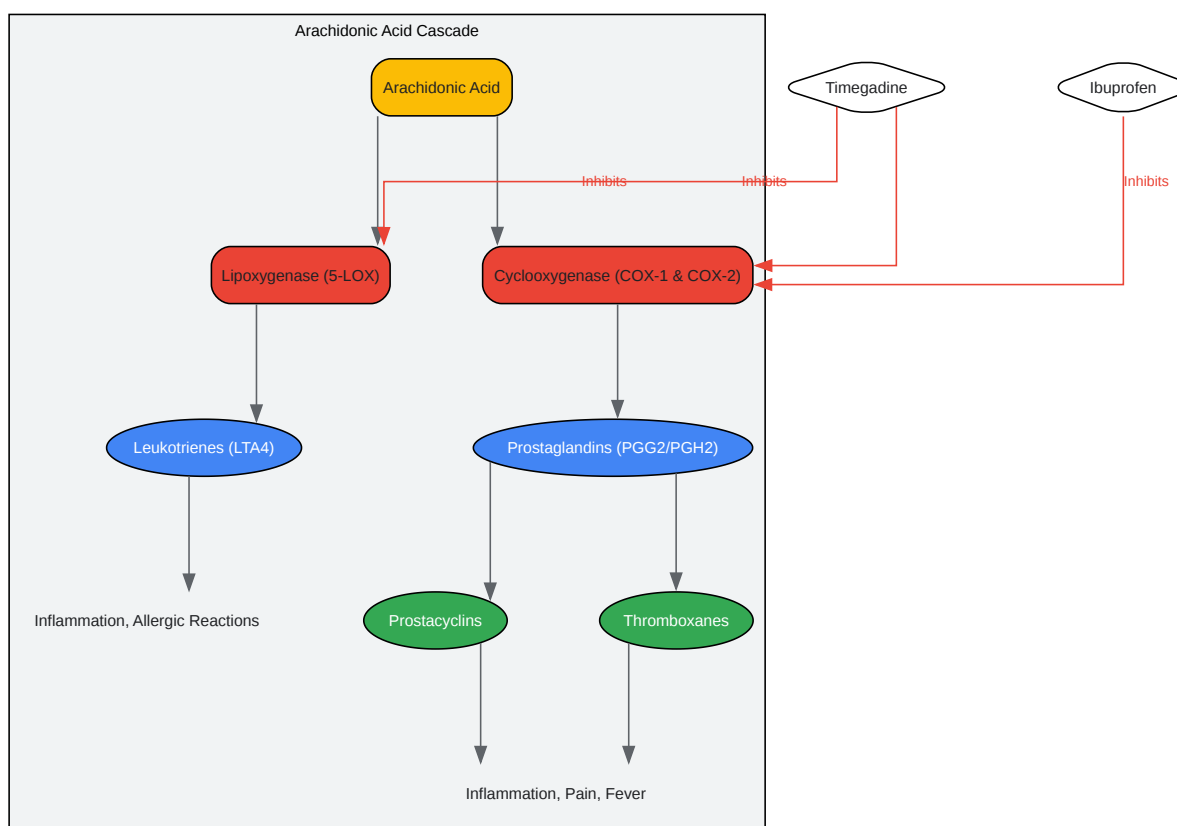 Arachidonic Acid Cascade
Arachidonic Acid
Timegadine
Ibuprofen
Inhibits
Inhibits
Inhibits
Lipoxygenase (5-LOX)
Cyclooxygenase (COX-1 & COX-2)
Leukotrienes (LTA4)
Prostaglandins (PGG2/PGH2)
Inflammation, Allergic Reactions
Prostacyclins
Thromboxanes
Inflammation, Pain, Fever